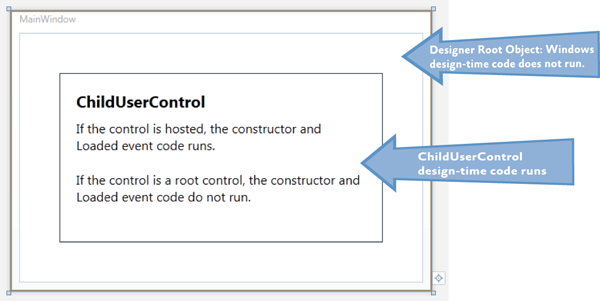 MainWindow
Designer Root Object: Windows
design-time code does not run.
ChildUserControl
If the control is hosted, the constructor and
Loaded event code runs.
ChildUserControl
design-time code runs
If the control is a root control, the constructor and
Loaded event code do not run.